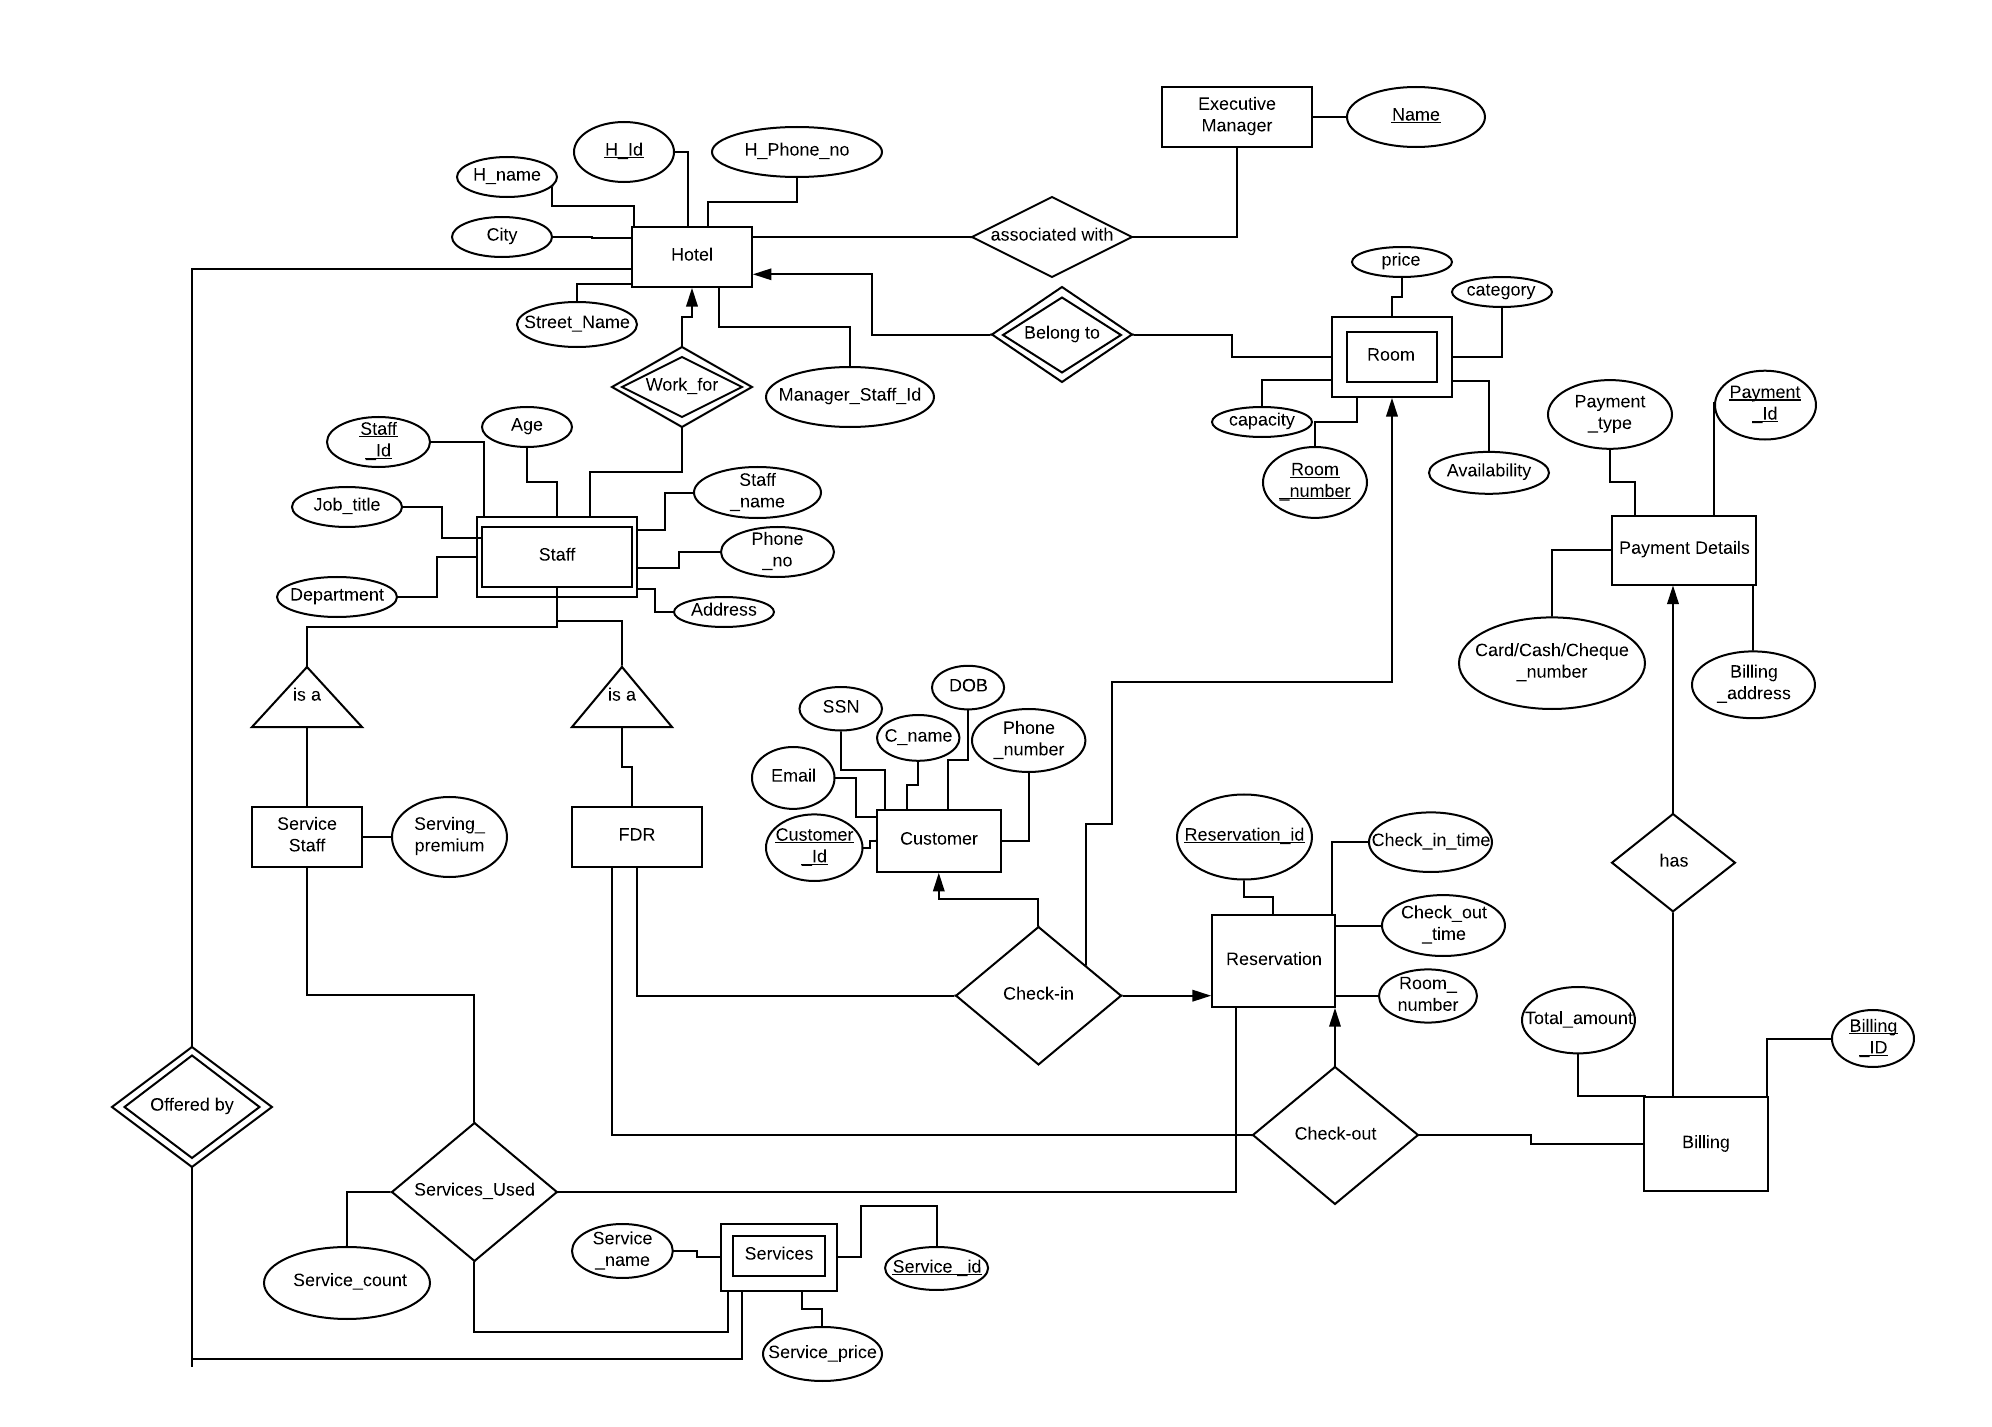 Executive
Manager
Name
H_Id
H_Phone_no
H_name
City
Hotel
associated with
Street_Name
Belong to
price
category
Room
capacity
Room
_number
Availability
Work_for
Manager_Staff_Id
Payment
_type
Payment
_Id
Payment Details
Card/Cash/Cheque
_number
Billing
_address
Staff
_Id
Age
Job_title
Staff
_name
Phone
_no
Staff
Department
Address
is a
is a
SSN
DOB
C_name
Phone
_number
Email
Customer
_Id
Customer
Service
Staff
Serving_
premium
FDR
Reservation_id
Check_in_time
Check_out
_time
Reservation
Room_
number
has
Check-in
Total_amount
Billing
_ID
Offered by
Check-out
Billing
Services_Used
Service_count
Service
_name
Services
Service _id
Service_price